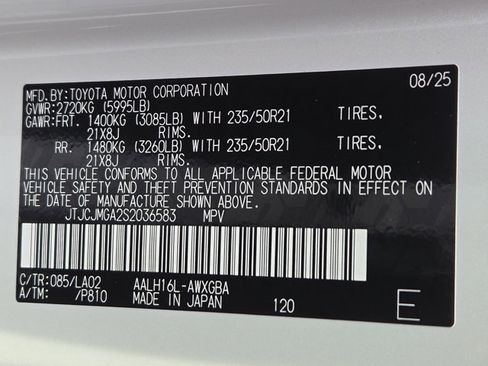 MFD.BY:TOYOTA MOTOR CORPORATION 08/25
GVWR:2720KG (5995LB)
GAWR:FRT. 1400KG (3085LB) WITH 235/50R21 TIRES,
21X8J RIMS.
RR. 1480KG (3260LB) WITH 235/50R21 TIRES,
21X8J RIMS.
THIS VEHICLE CONFORMS TO ALL APPLICABLE FEDERAL MOTOR
VEHICLE SAFETY AND THEFT PREVENTION STANDARDS IN EFFECT ON
THE DATE OF MANUFACTURE SHOWN ABOVE.
JTJCJMGA2S2036583 MPV
C/TR:085/LA02 AALH16L-AWXGBA
A/TM: /P810 MADE IN JAPAN 120 E